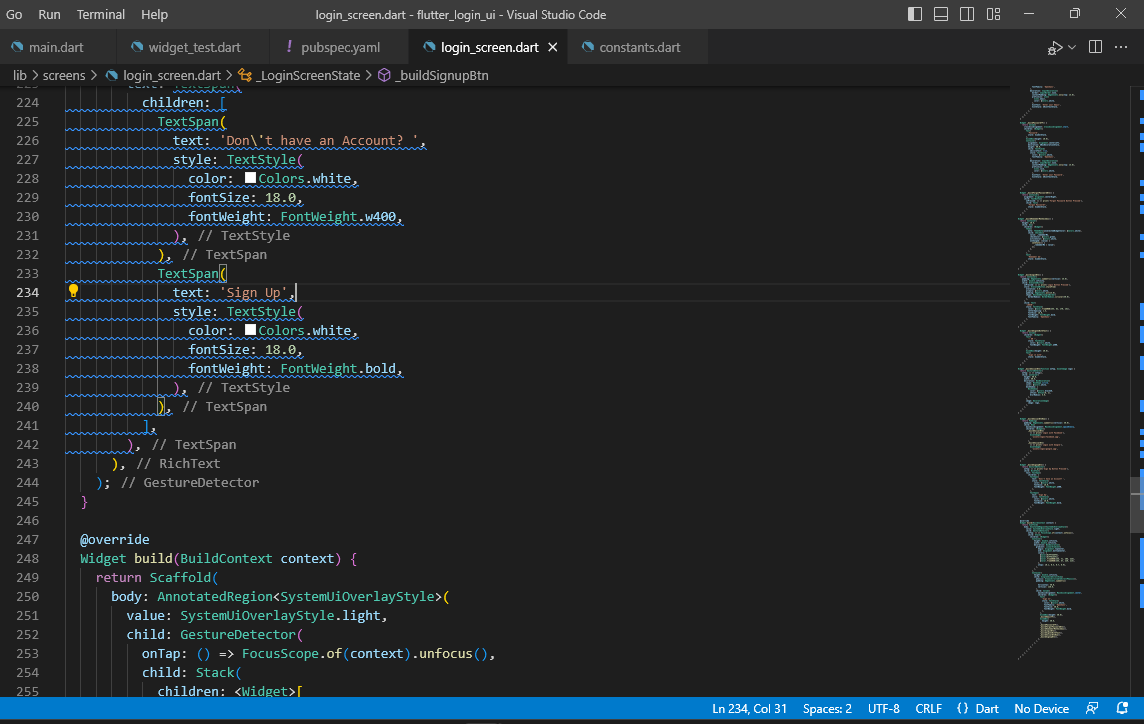 Go Run Terminal Help login_screen.dart - flutter_login_ui - Visual Studio Code
main.dart widget_test.dart ! pubspec.yaml login_screen.dart constants.dart
lib > screens > login_screen.dart > _LoginScreenState > _buildSignupBtn
224 children: [
225 TextSpan(
226 text: 'Don\'t have an Account? ',
227 style: TextStyle(
228 color: Colors.white,
229 fontSize: 18.0,
230 fontWeight: FontWeight.w400,
231 ), // TextStyle
232 ), // TextSpan
233 TextSpan(
234 text: 'Sign Up',
235 style: TextStyle(
236 color: Colors.white,
237 fontSize: 18.0,
238 fontWeight: FontWeight.bold,
239 ), // TextStyle
240 ), // TextSpan
241 ],
242 ), // TextSpan
243 ), // RichText
244 ); // GestureDetector
245 }
246
247 @override
248 Widget build(BuildContext context) {
249 return Scaffold(
250 body: AnnotatedRegion<SystemUiOverlayStyle>(
251 value: SystemUiOverlayStyle.light,
252 child: GestureDetector(
253 onTap: () => FocusScope.of(context).unfocus(),
254 child: Stack(
255 children: <Widget>[
Ln 234, Col 31 Spaces: 2 UTF-8 CRLF {} Dart No Device